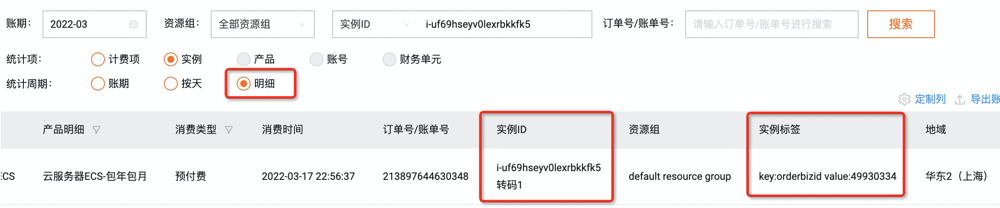 账期： 2022-03 资源组： 全部资源组 实例ID i-uf69hseyv0lexrbkkfk5 订单号/账单号： 请输入订单号/账单号进行搜索 搜索
统计项： 计费项 实例 产品 账号 财务单元
统计周期： 账期 按天 明细
定制列 导出账
产品明细 消费类型 消费时间 订单号/账单号 实例ID 资源组 实例标签 地域
ECS 云服务器ECS-包年包月 预付费 2022-03-17 22:56:37 213897644630348 i-uf69hseyv0lexrbkkfk5 default resource group key:orderbizid value:49930334 华东2（上海）
转码1